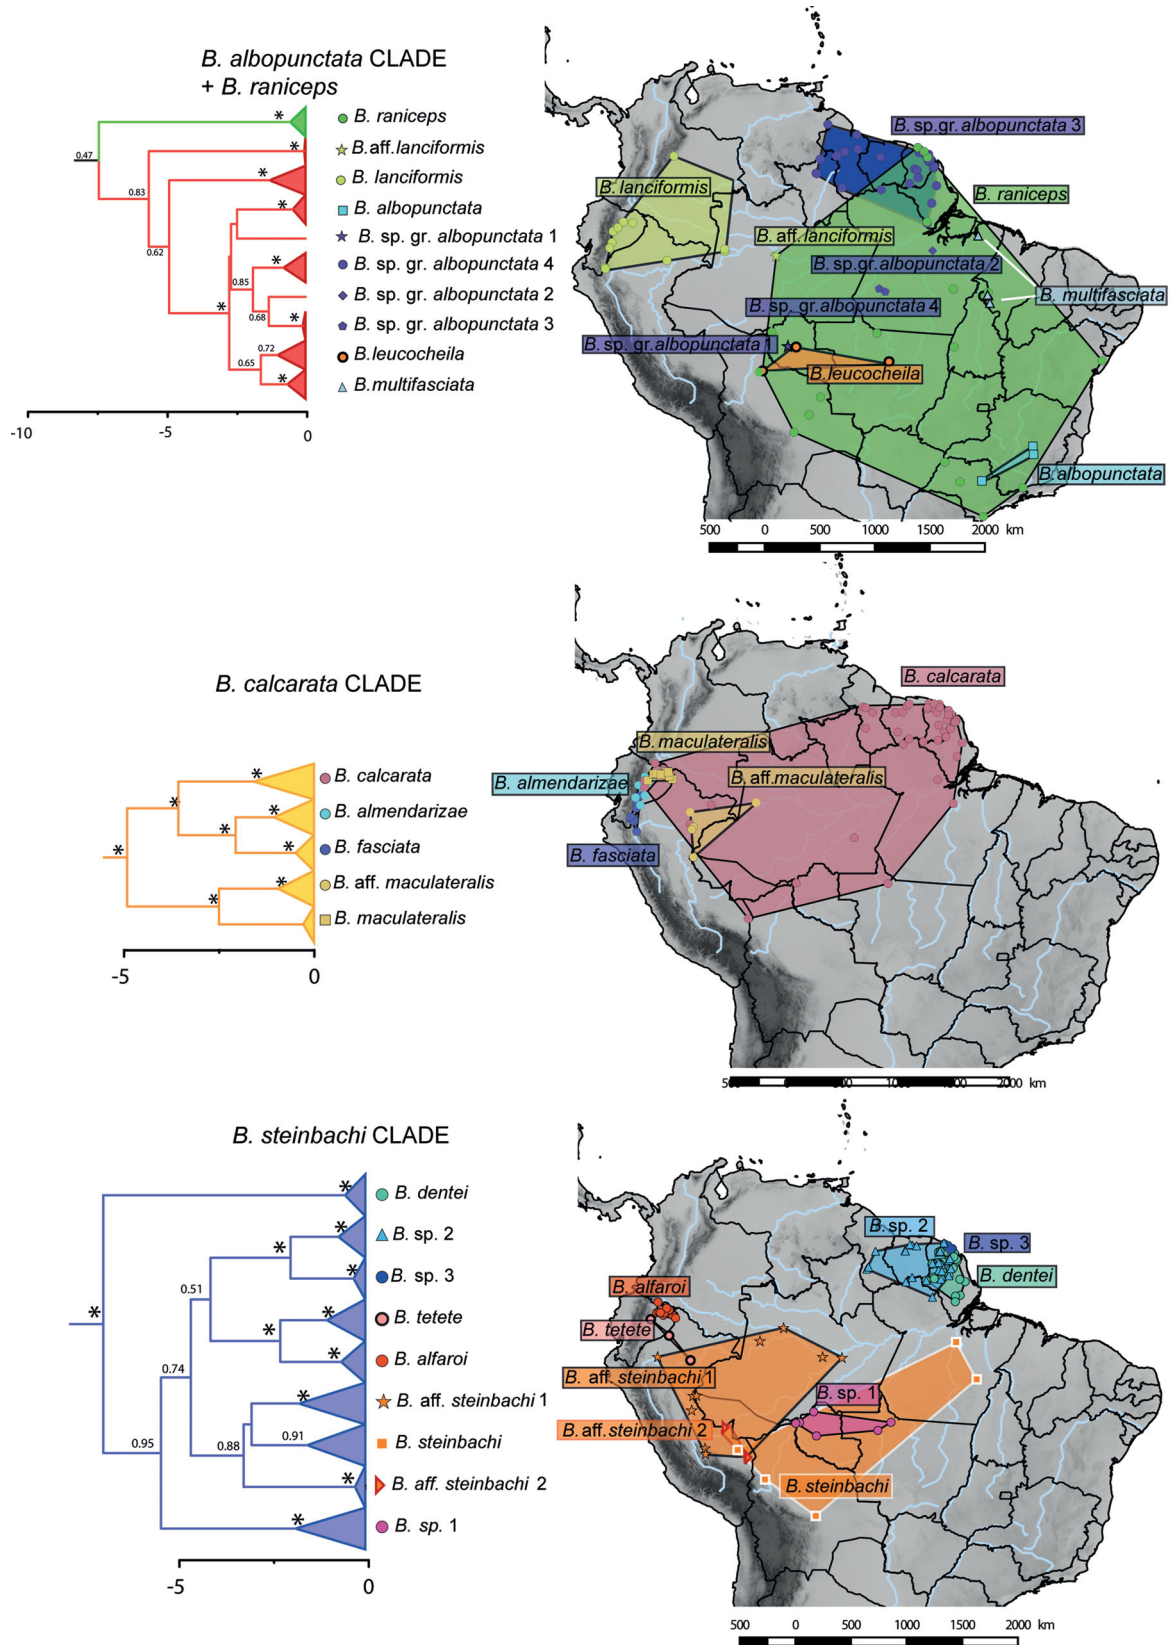 B. albopunctata CLADE
+ B. raniceps
B. raniceps
B.aff.lanciformis
B. lanciformis
B. albopunctata
B. sp. gr. albopunctata 1
B. sp. gr. albopunctata 4
B. sp. gr. albopunctata 2
B. sp. gr. albopunctata 3
B.leucocheila
B.multifasciata
0.47
0.83
0.62
0.85
0.68
0.72
0.65
*
*
*
*
*
*
*
*
-10
-5
0
B. sp.gr.albopunctata 3
B. lanciformis
B. raniceps
B. aff.lanciformis
B. sp.gr.albopunctata 2
B. multifasciata
B. sp. gr.albopunctata 4
B. sp. gr.albopunctata 1
B.leucocheila
B.albopunctata
500 0 500 1000 1500 2000 km
B. calcarata CLADE
B. calcarata
B. almendarizae
B. fasciata
B. aff. maculateralis
B. maculateralis
*
*
*
*
*
*
*
*
-5
0
B. calcarata
B. maculateralis
B. almendarizae
B. aff.maculateralis
B. fasciata
500 0 500 1000 1500 2000 km
B. steinbachi CLADE
B. dentei
B. sp. 2
B. sp. 3
B. tetete
B. alfaroi
B. aff. steinbachi 1
B. steinbachi
B. aff. steinbachi 2
B. sp. 1
*
*
*
*
*
*
*
*
*
*
*
0.51
0.74
0.91
0.88
0.95
-5
0
B. sp. 2
B. sp. 3
B. dentei
B. alfaroi
B. tetete
B. aff. steinbachi 1
B. sp. 1
B. aff.steinbachi 2
B. steinbachi
500 0 500 1000 1500 2000 km